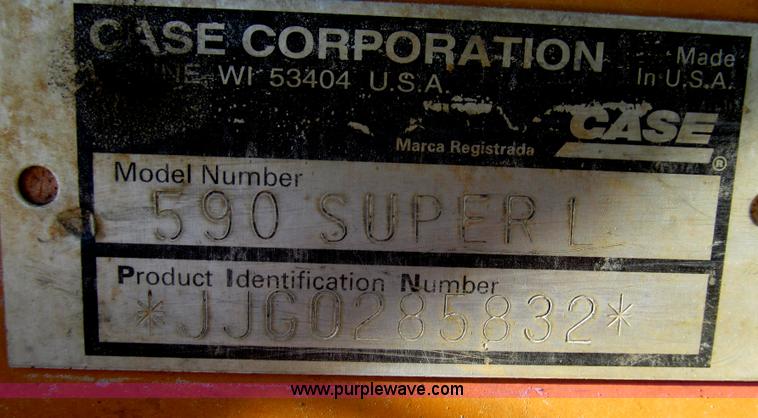 CASE CORPORATION
WI 53404 U.S.A.
Made
In U.S.A.
Marca Registrada
CASE
®
Model Number
590 SUPER L
Product Identification Number
*JJG0285832*
www.purplewave.com